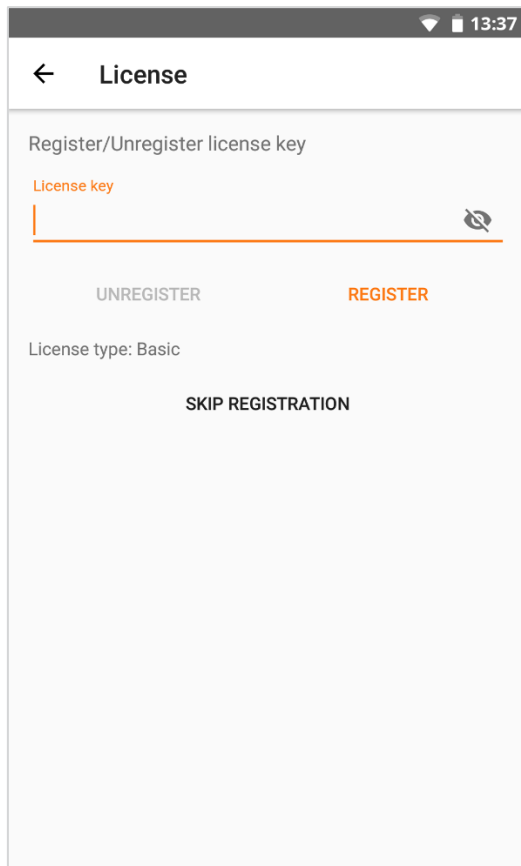 13:37
License
Register/Unregister license key
License key
UNREGISTER REGISTER
License type: Basic
SKIP REGISTRATION